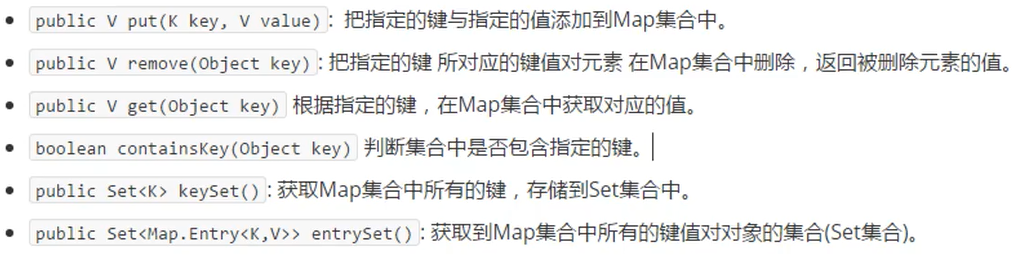 public V put(K key, V value): 把指定的键与指定的值添加到Map集合中。
public V remove(Object key): 把指定的键 所对应的键值对元素 在Map集合中删除，返回被删除元素的值。
public V get(Object key) 根据指定的键，在Map集合中获取对应的值。
boolean containsKey(Object key) 判断集合中是否包含指定的键。
public Set<K> keySet(): 获取Map集合中所有的键，存储到Set集合中。
public Set<Map.Entry<K,V>> entrySet(): 获取到Map集合中所有的键值对对象的集合(Set集合)。